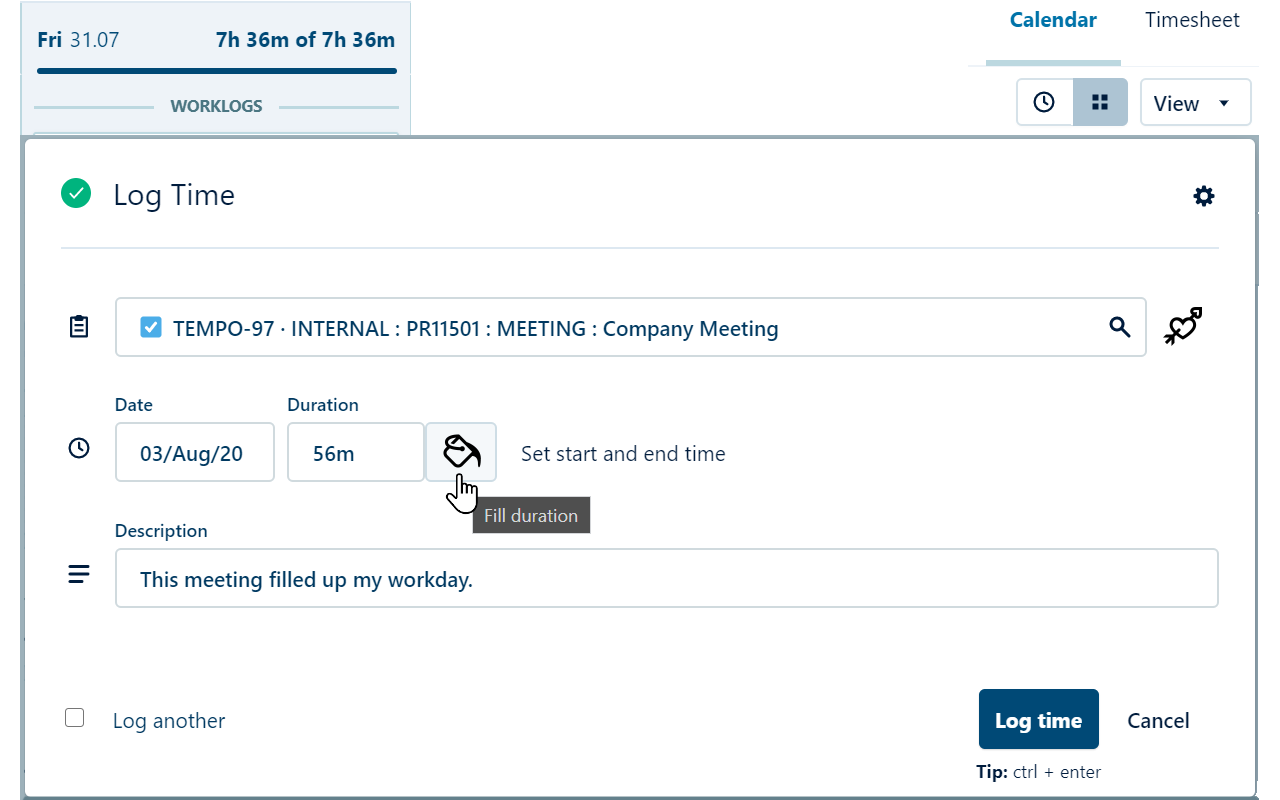 Fri 31.07 7h 36m of 7h 36m
Calendar Timesheet
WORKLOGS
View
Log Time
TEMPO-97 · INTERNAL : PR11501 : MEETING : Company Meeting
Date Duration
03/Aug/20 56m Set start and end time
Fill duration
Description
This meeting filled up my workday.
Log another
Log time Cancel
Tip: ctrl + enter